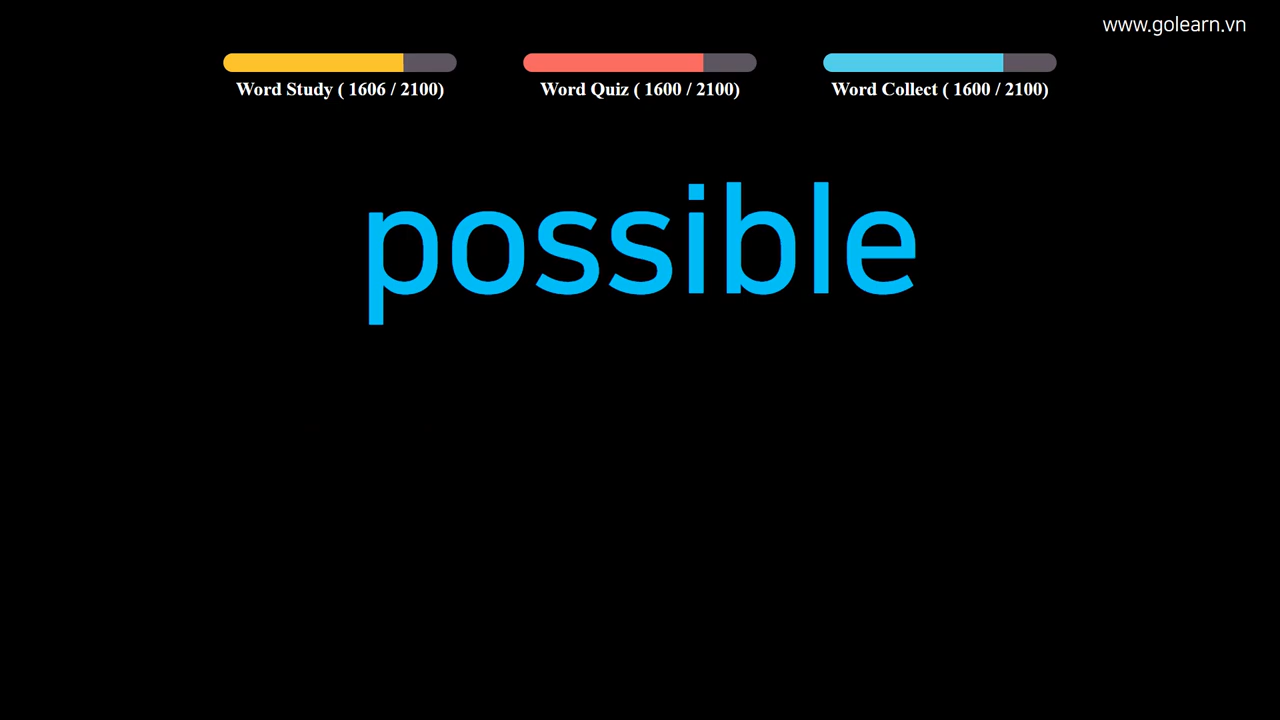 www.golearn.vn
Word Study ( 1606 / 2100)
Word Quiz ( 1600 / 2100)
Word Collect ( 1600 / 2100)
possible